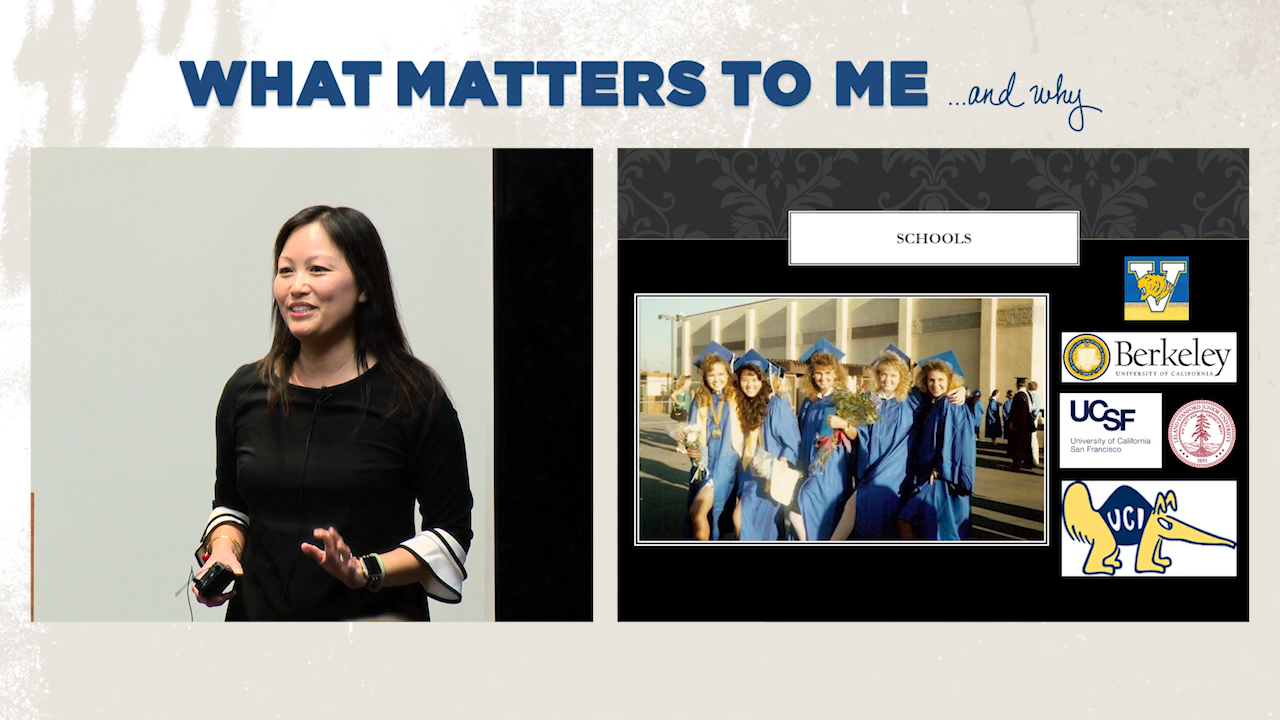 WHAT MATTERS TO ME ...and why
SCHOOLS
V
Berkeley
UNIVERSITY OF CALIFORNIA
UCSF
University of California
San Francisco
UCI